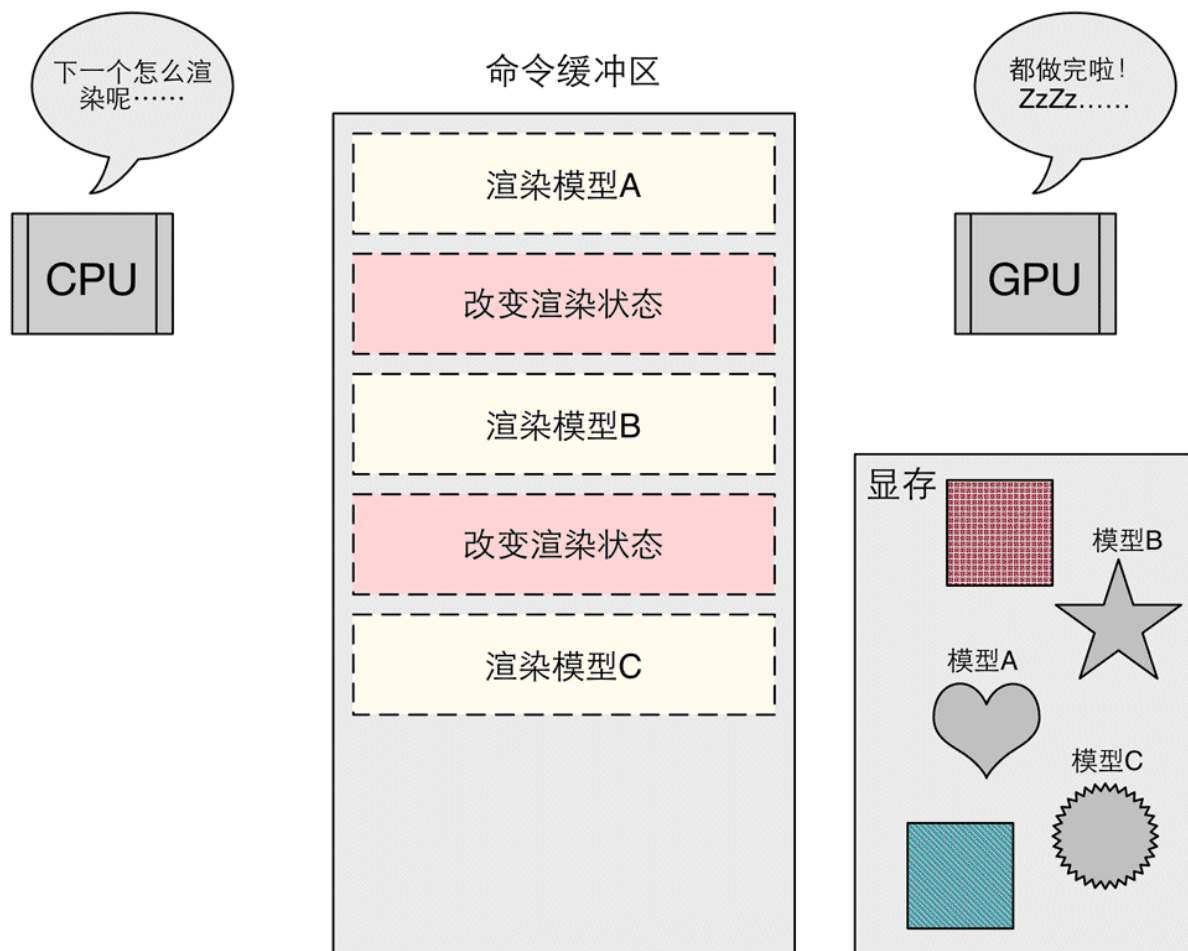 下一个怎么渲
染呢……
命令缓冲区
都做完啦！
ZzZz……
CPU
GPU
渲染模型A
改变渲染状态
渲染模型B
改变渲染状态
渲染模型C
显存
模型B
模型A
模型C